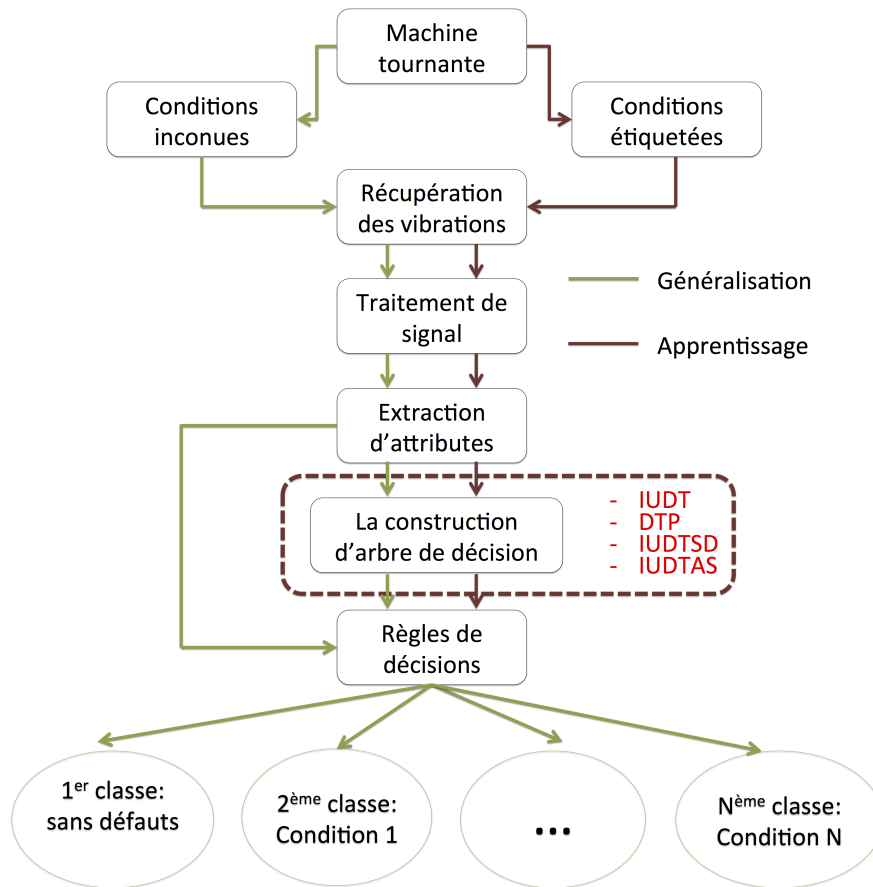 Machine
tournante
Conditions
inconues
Conditions
étiquetées
Récupération
des vibrations
Généralisation
Traitement de
signal
Apprentissage
Extraction
d'attributes
- IUDT
- DTP
- IUDTSD
- IUDTAS
La construction
d'arbre de décision
Règles de
décisions
1er classe:
sans défauts
2ème classe:
Condition 1
...
Nème classe:
Condition N